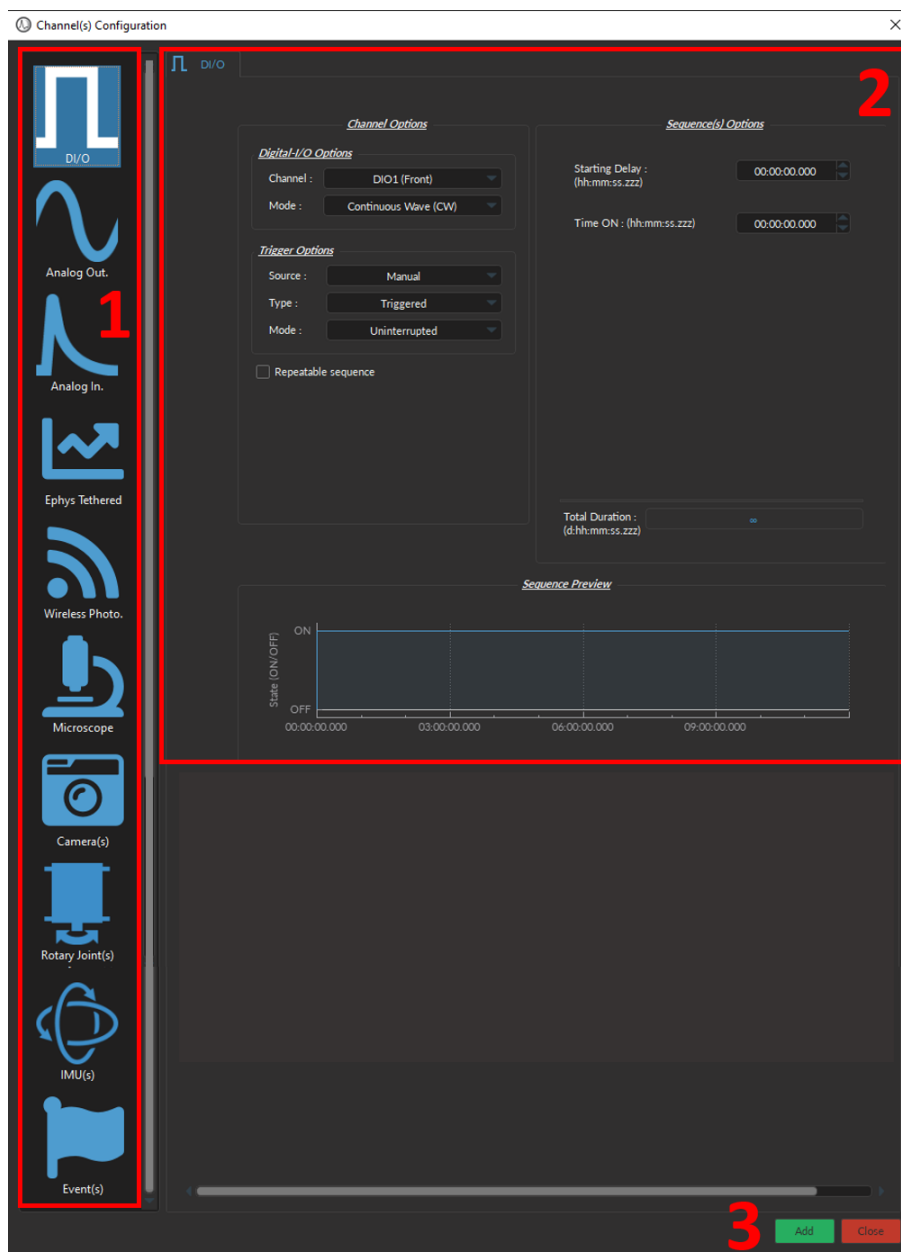 Channel(s) Configuration
DI/O
Analog Out.
1
Analog In.
Ephys Tethered
Wireless Photo.
Microscope
Camera(s)
Rotary Joint(s)
IMU(s)
Event(s)
DI/O
2
Channel Options
Digital-I/O Options
Channel : DIO1 (Front)
Mode : Continuous Wave (CW)
Trigger Options
Source : Manual
Type : Triggered
Mode : Uninterrupted
Repeatable sequence
Sequence(s) Options
Starting Delay : 00:00:00.000
(hh:mm:ss.zzz)
Time ON : (hh:mm:ss.zzz) 00:00:00.000
Total Duration : ∞
(d:hh:mm:ss.zzz)
Sequence Preview
State (ON/OFF)
ON
OFF
00:00:00.000 03:00:00.000 06:00:00.000 09:00:00.000
3
Add Close